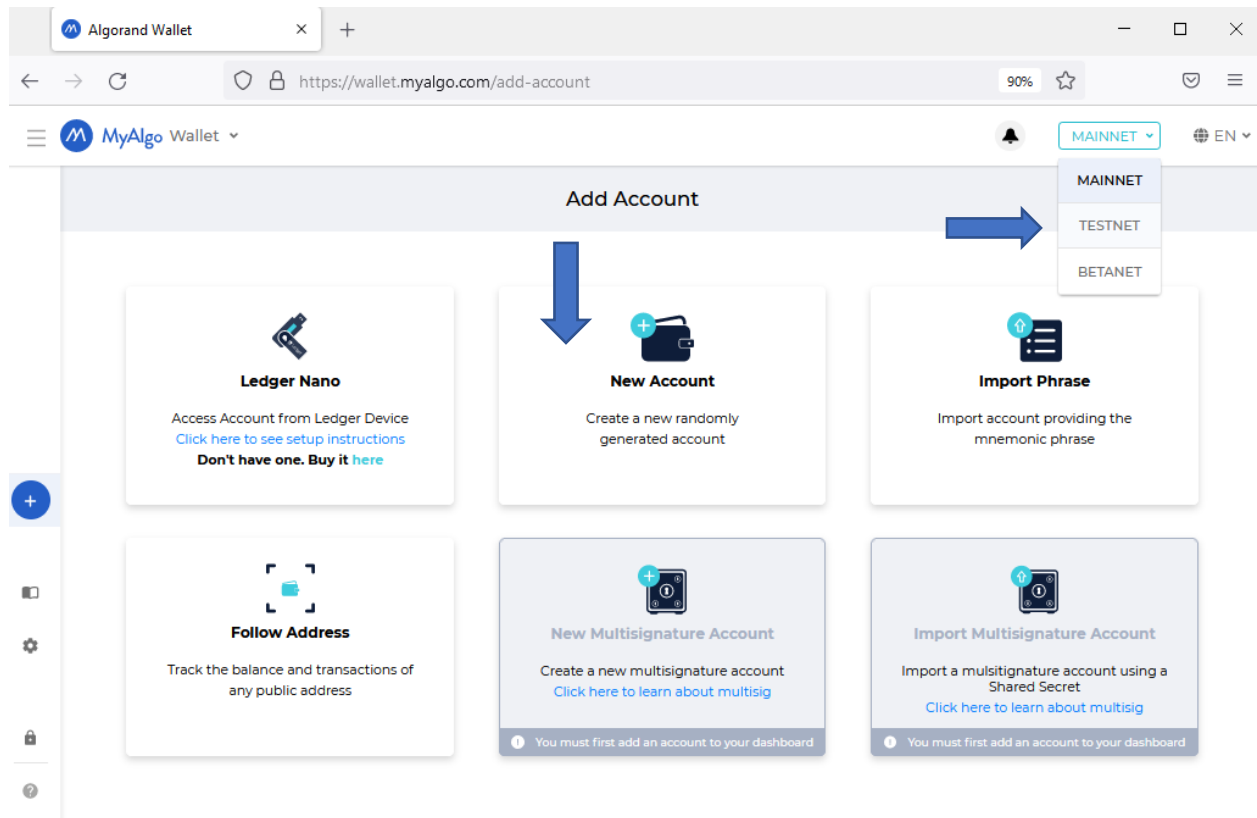 Algorand Wallet
https://wallet.myalgo.com/add-account
90%
MyAlgo Wallet
MAINNET
EN
MAINNET
TESTNET
BETANET
Add Account
Ledger Nano
Access Account from Ledger Device
Click here to see setup instructions
Don't have one. Buy it here
New Account
Create a new randomly
generated account
Import Phrase
Import account providing the
mnemonic phrase
Follow Address
Track the balance and transactions of
any public address
New Multisignature Account
Create a new multisignature account
Click here to learn about multisig
You must first add an account to your dashboard
Import Multisignature Account
Import a mulsitignature account using a
Shared Secret
Click here to learn about multisig
You must first add an account to your dashboard